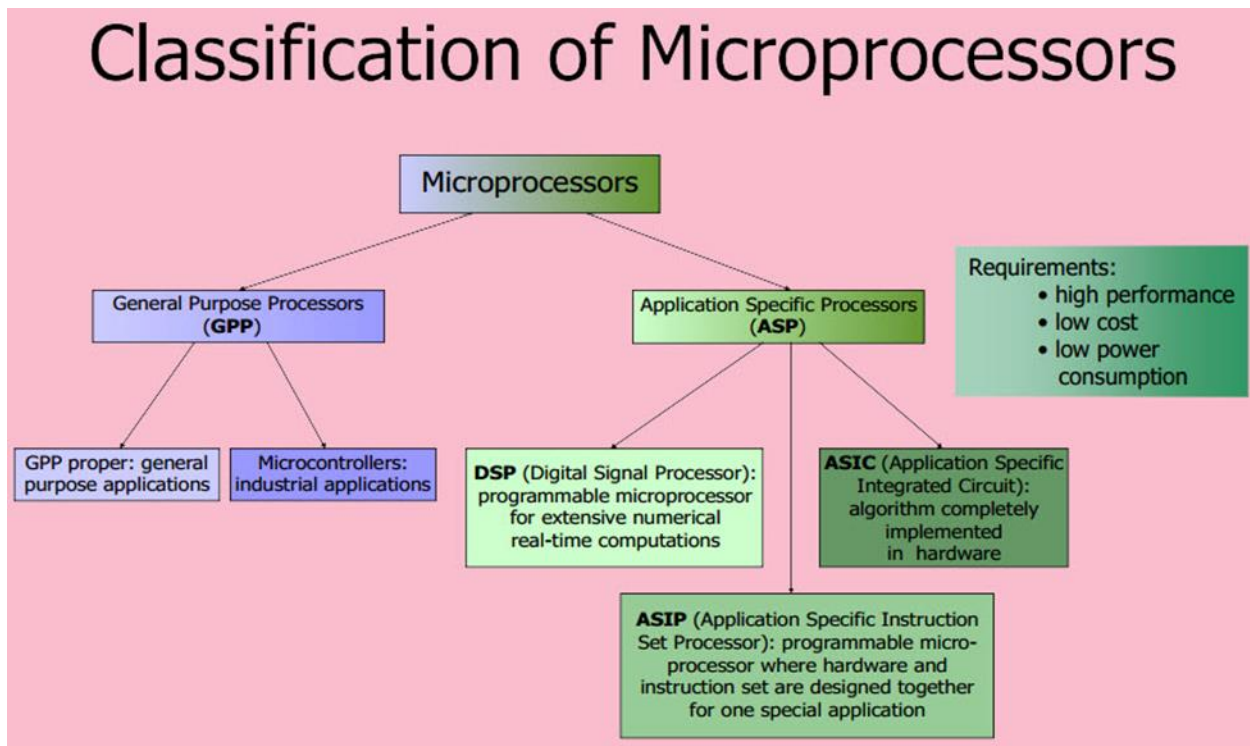 Classification of Microprocessors
Microprocessors
General Purpose Processors
(GPP)
Application Specific Processors
(ASP)
Requirements:
• high performance
• low cost
• low power
consumption
GPP proper: general
purpose applications
Microcontrollers:
industrial applications
DSP (Digital Signal Processor):
programmable microprocessor
for extensive numerical
real-time computations
ASIC (Application Specific
Integrated Circuit):
algorithm completely
implemented
in hardware
ASIP (Application Specific Instruction
Set Processor): programmable micro-
processor where hardware and
instruction set are designed together
for one special application